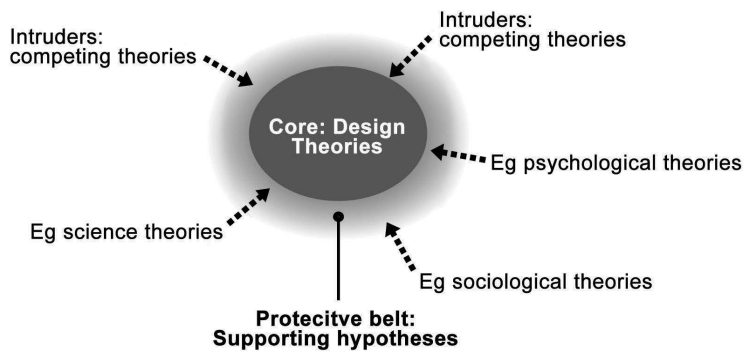 Intruders:
competing theories
Intruders:
competing theories
Core: Design
Theories
Eg psychological theories
Eg science theories
Eg sociological theories
Protecitve belt:
Supporting hypotheses